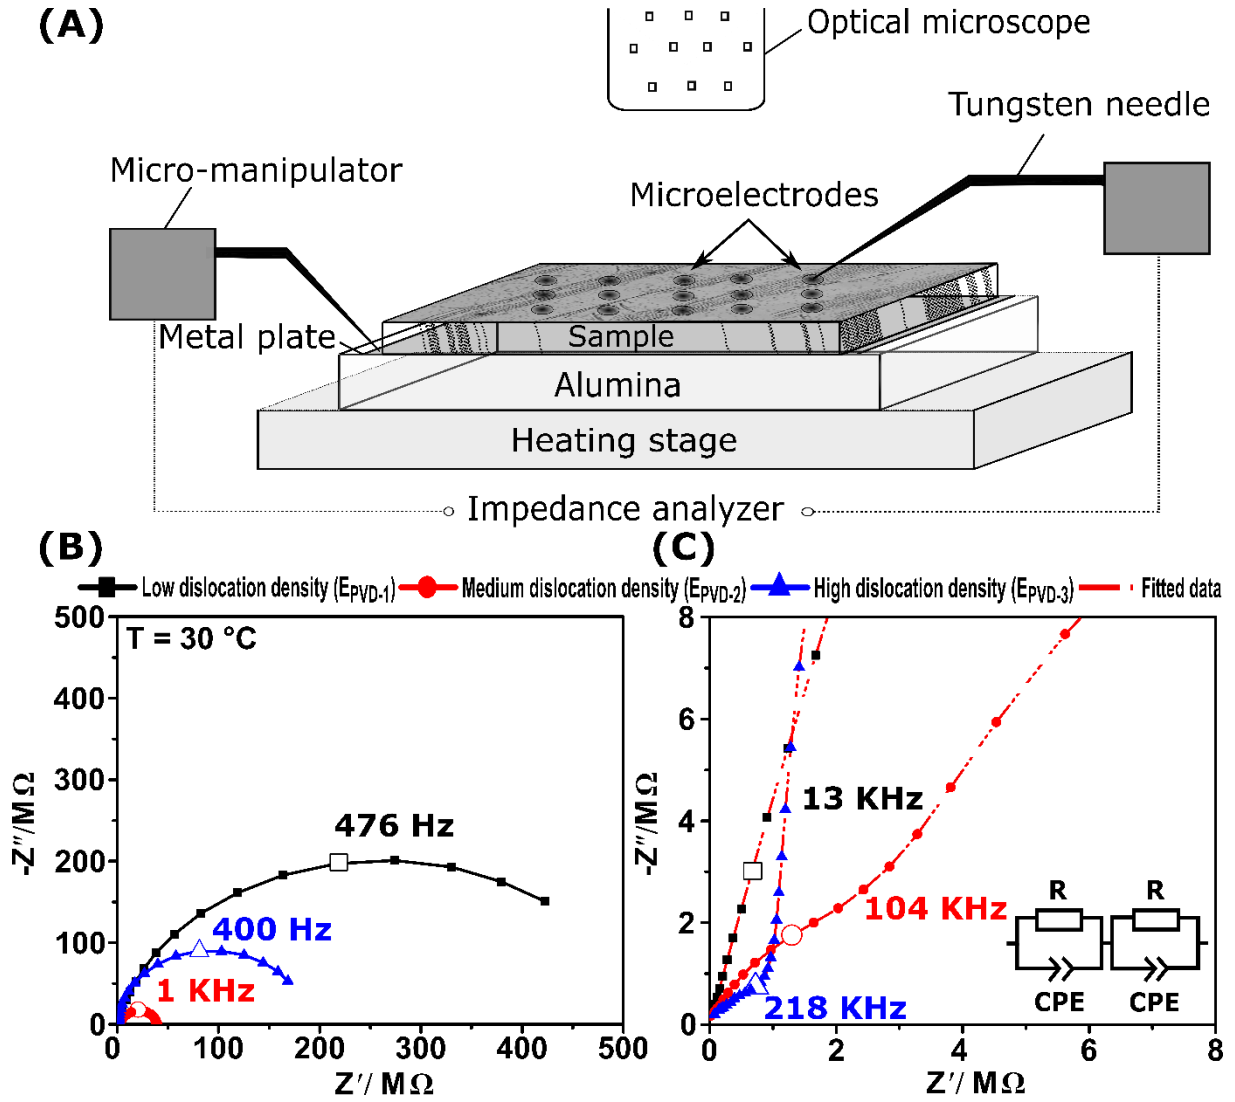 (A)
Optical microscope
Tungsten needle
Micro-manipulator
Microelectrodes
Metal plate
Sample
Alumina
Heating stage
Impedance analyzer
(B)
(C)
Low dislocation density (EPVD-1) Medium dislocation density (EPVD-2) High dislocation density (EPVD-3) Fitted data
T = 30 °C
500
400
300
200
100
0
-Z″/MΩ
476 Hz
400 Hz
1 KHz
0 100 200 300 400 500
Z′/ MΩ
8
6
4
2
0
-Z″/MΩ
13 KHz
104 KHz
218 KHz
R R
CPE CPE
0 2 4 6 8
Z′/ MΩ